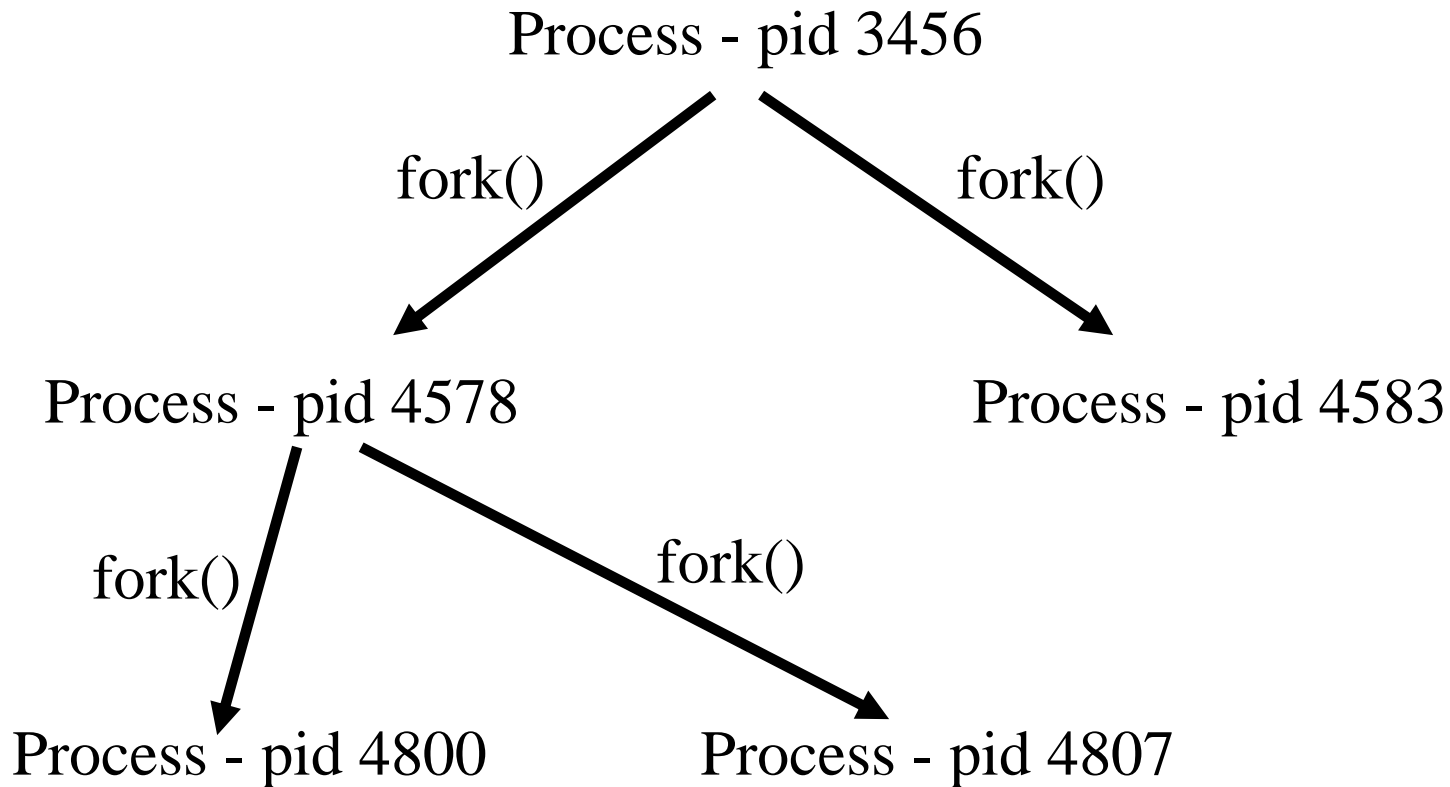 Process - pid 3456
fork()
fork()
Process - pid 4578
Process - pid 4583
fork()
fork()
Process - pid 4800
Process - pid 4807